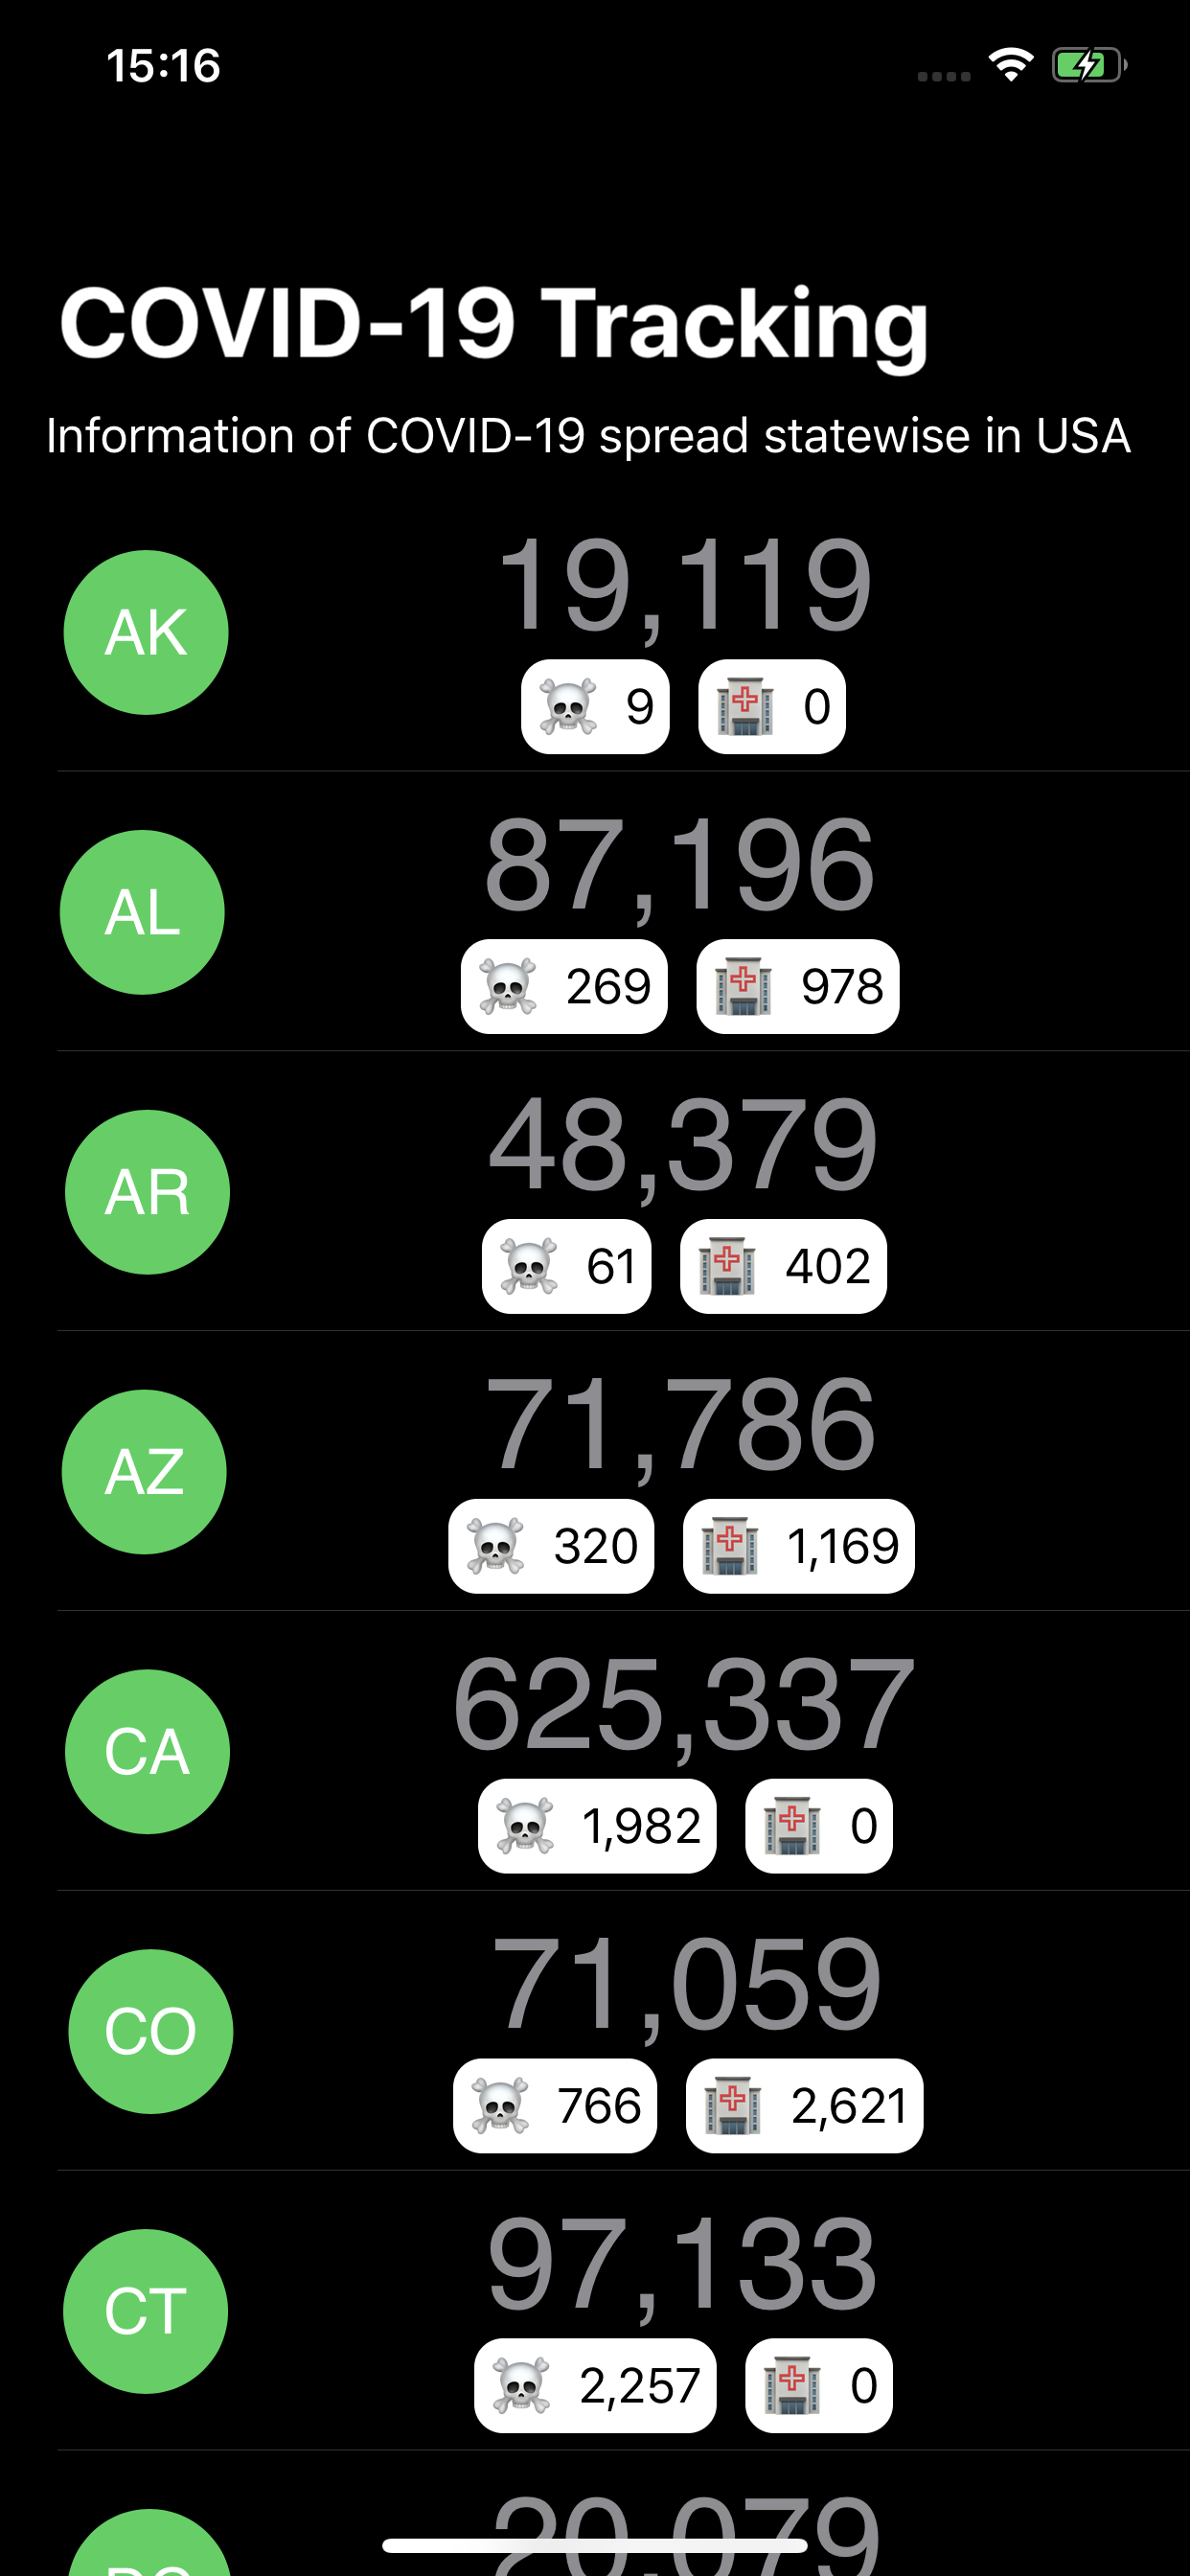 15:16
COVID-19 Tracking
Information of COVID-19 spread statewise in USA
AK
19,119
9 0
AL
87,196
269 978
AR
48,379
61 402
AZ
71,786
320 1,169
CA
625,337
1,982 0
CO
71,059
766 2,621
CT
97,133
2,257 0
20,079